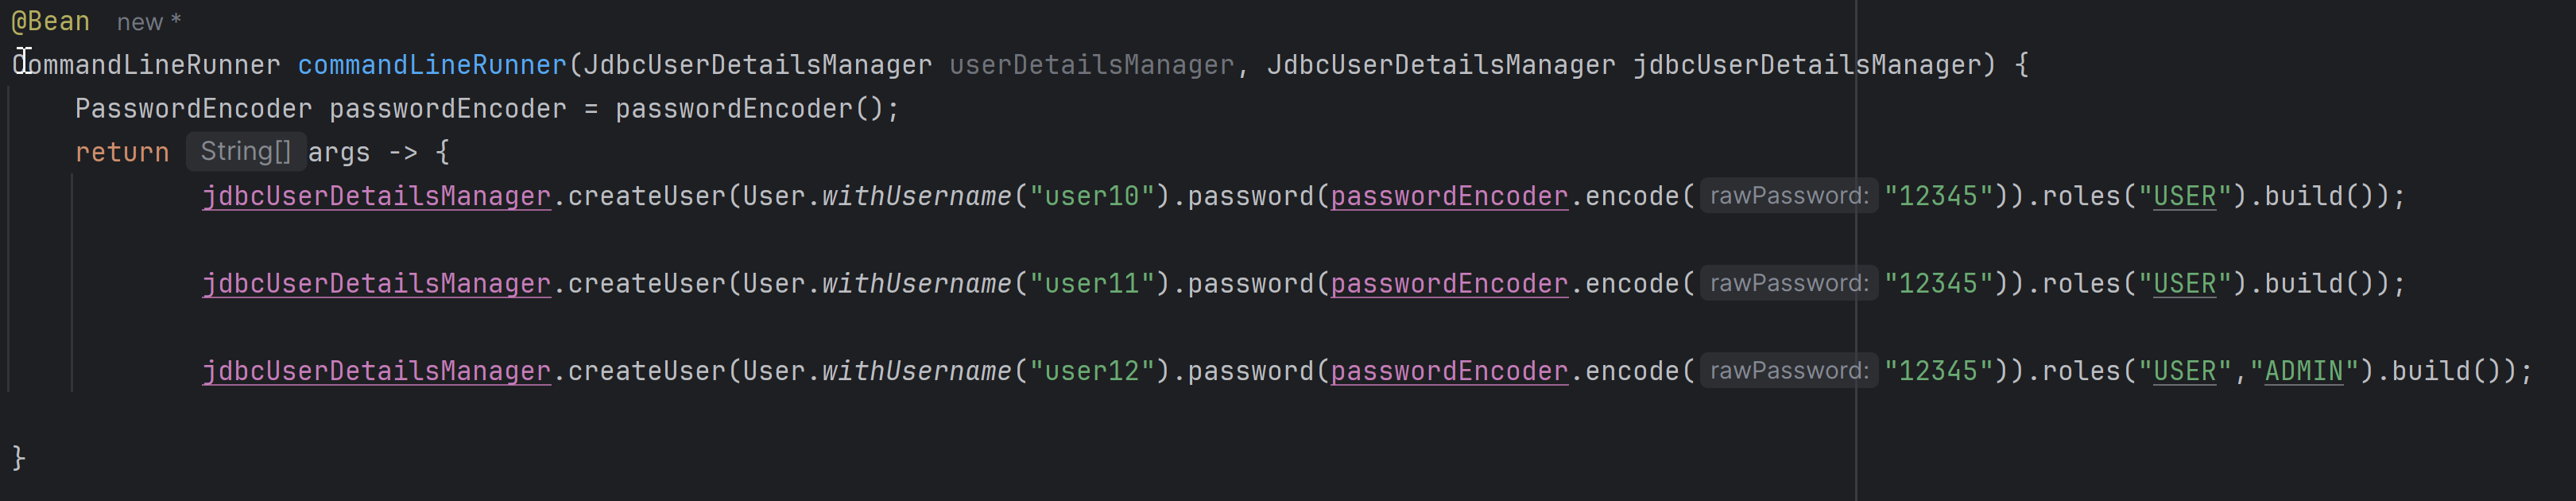 @Bean new *
CommandLineRunner commandLineRunner(JdbcUserDetailsManager userDetailsManager, JdbcUserDetailsManager jdbcUserDetailsManager) {
PasswordEncoder passwordEncoder = passwordEncoder();
return String[] args -> {
jdbcUserDetailsManager.createUser(User.withUsername("user10").password(passwordEncoder.encode( rawPassword: "12345")).roles("USER").build());
jdbcUserDetailsManager.createUser(User.withUsername("user11").password(passwordEncoder.encode( rawPassword: "12345")).roles("USER").build());
jdbcUserDetailsManager.createUser(User.withUsername("user12").password(passwordEncoder.encode( rawPassword: "12345")).roles("USER","ADMIN").build());
}